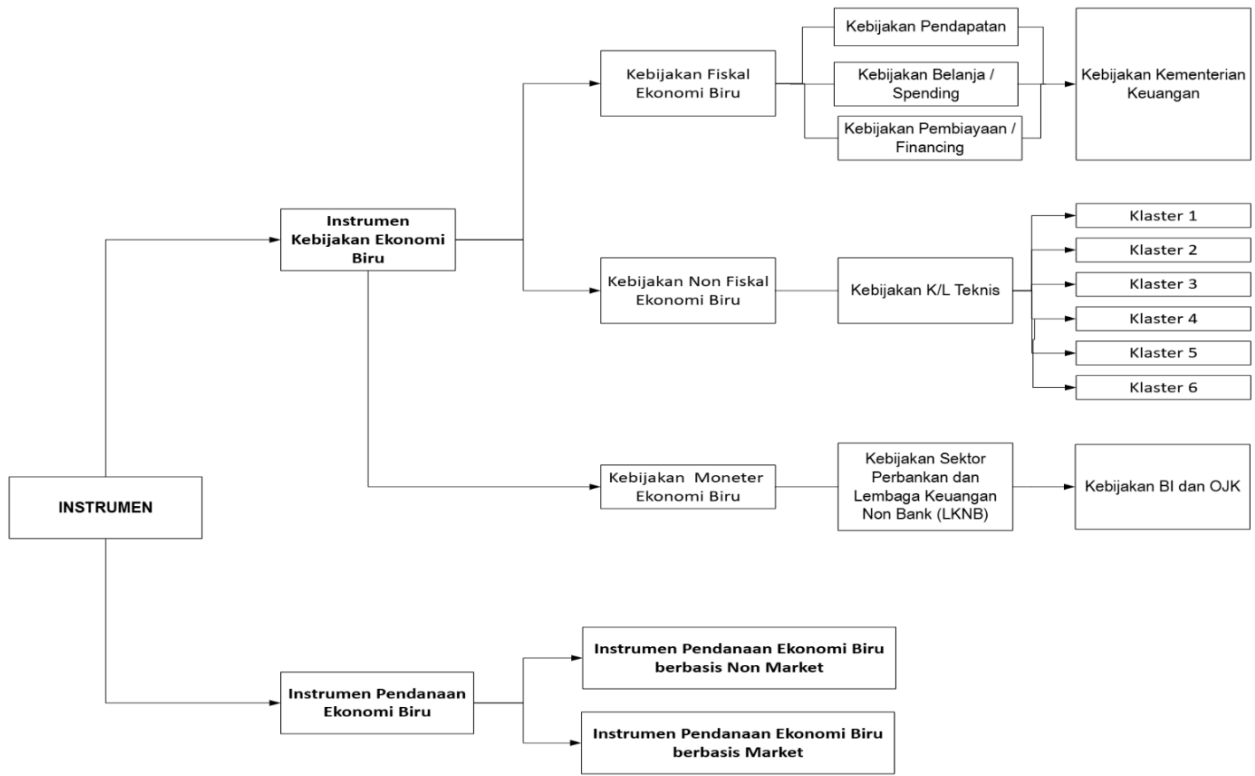 Kebijakan Pendapatan
Kebijakan Fiskal
Ekonomi Biru
Kebijakan Belanja /
Spending
Kebijakan Kementerian
Keuangan
Kebijakan Pembiayaan /
Financing
Instrumen
Kebijakan Ekonomi
Biru
Kebijakan Non Fiskal
Ekonomi Biru
Kebijakan K/L Teknis
Klaster 1
Klaster 2
Klaster 3
Klaster 4
Klaster 5
Klaster 6
Kebijakan Moneter
Ekonomi Biru
Kebijakan Sektor
Perbankan dan
Lembaga Keuangan
Non Bank (LKNB)
Kebijakan BI dan OJK
INSTRUMEN
Instrumen Pendanaan
Ekonomi Biru
Instrumen Pendanaan Ekonomi Biru
berbasis Non Market
Instrumen Pendanaan Ekonomi Biru
berbasis Market